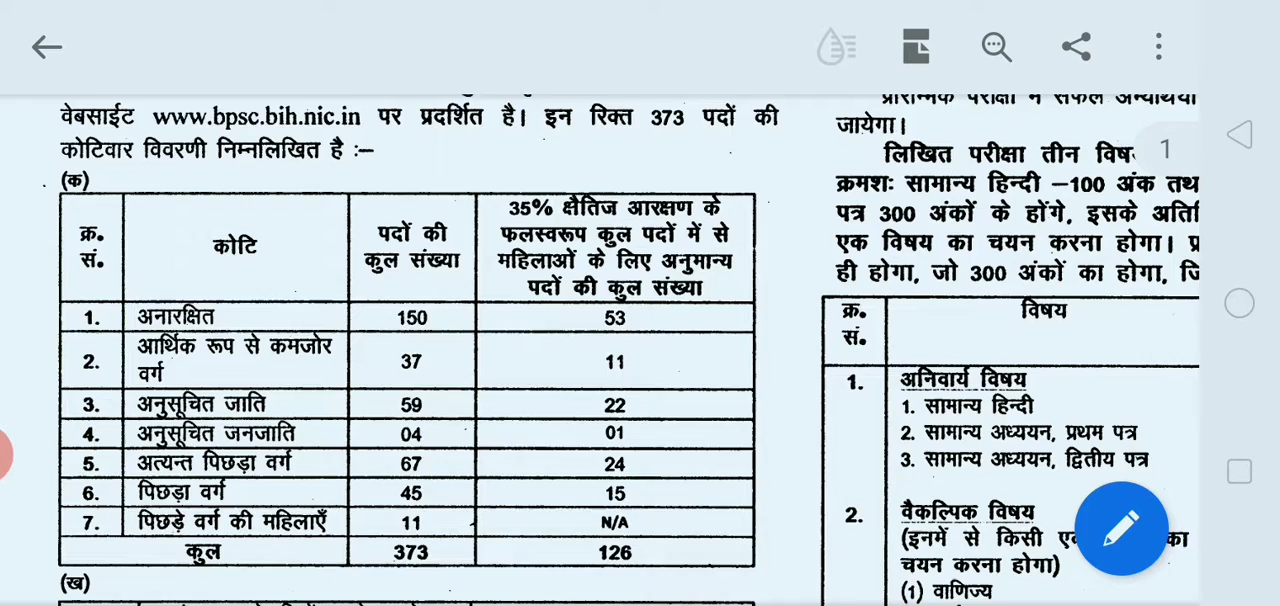 वेबसाईट www.bpsc.bih.nic.in पर प्रदर्शित है। इन रिक्त 373 पदों की
कोटिवार विवरणी निम्नलिखित है :–
(क)
क्र. सं. कोटि पदों की कुल संख्या 35% क्षैतिज आरक्षण के फलस्वरूप कुल पदों में से महिलाओं के लिए अनुमान्य पदों की कुल संख्या
1. अनारक्षित 150 53
2. आर्थिक रूप से कमजोर वर्ग 37 11
3. अनुसूचित जाति 59 22
4. अनुसूचित जनजाति 04 01
5. अत्यन्त पिछड़ा वर्ग 67 24
6. पिछड़ा वर्ग 45 15
7. पिछड़े वर्ग की महिलाएँ 11 N/A
कुल 373 126
(ख)
प्रारम्भिक परीक्षा में सफल अभ्यर्थियों
जायेगा।
1
लिखित परीक्षा तीन
क्रमशः सामान्य हिन्दी –100 अंक तथ
पत्र 300 अंकों के होंगे, इसके
एक विषय का चयन करना होगा।
ही होगा, जो 300 अंकों का होगा,
क्र. सं. विषय
1. अनिवार्य विषय
1. सामान्य हिन्दी
2. सामान्य अध्ययन, प्रथम पत्र
3. सामान्य अध्ययन, द्वितीय पत्र
2. वैकल्पिक विषय
(इनमें से किसी का
चयन करना होगा)
(1) वाणिज्य